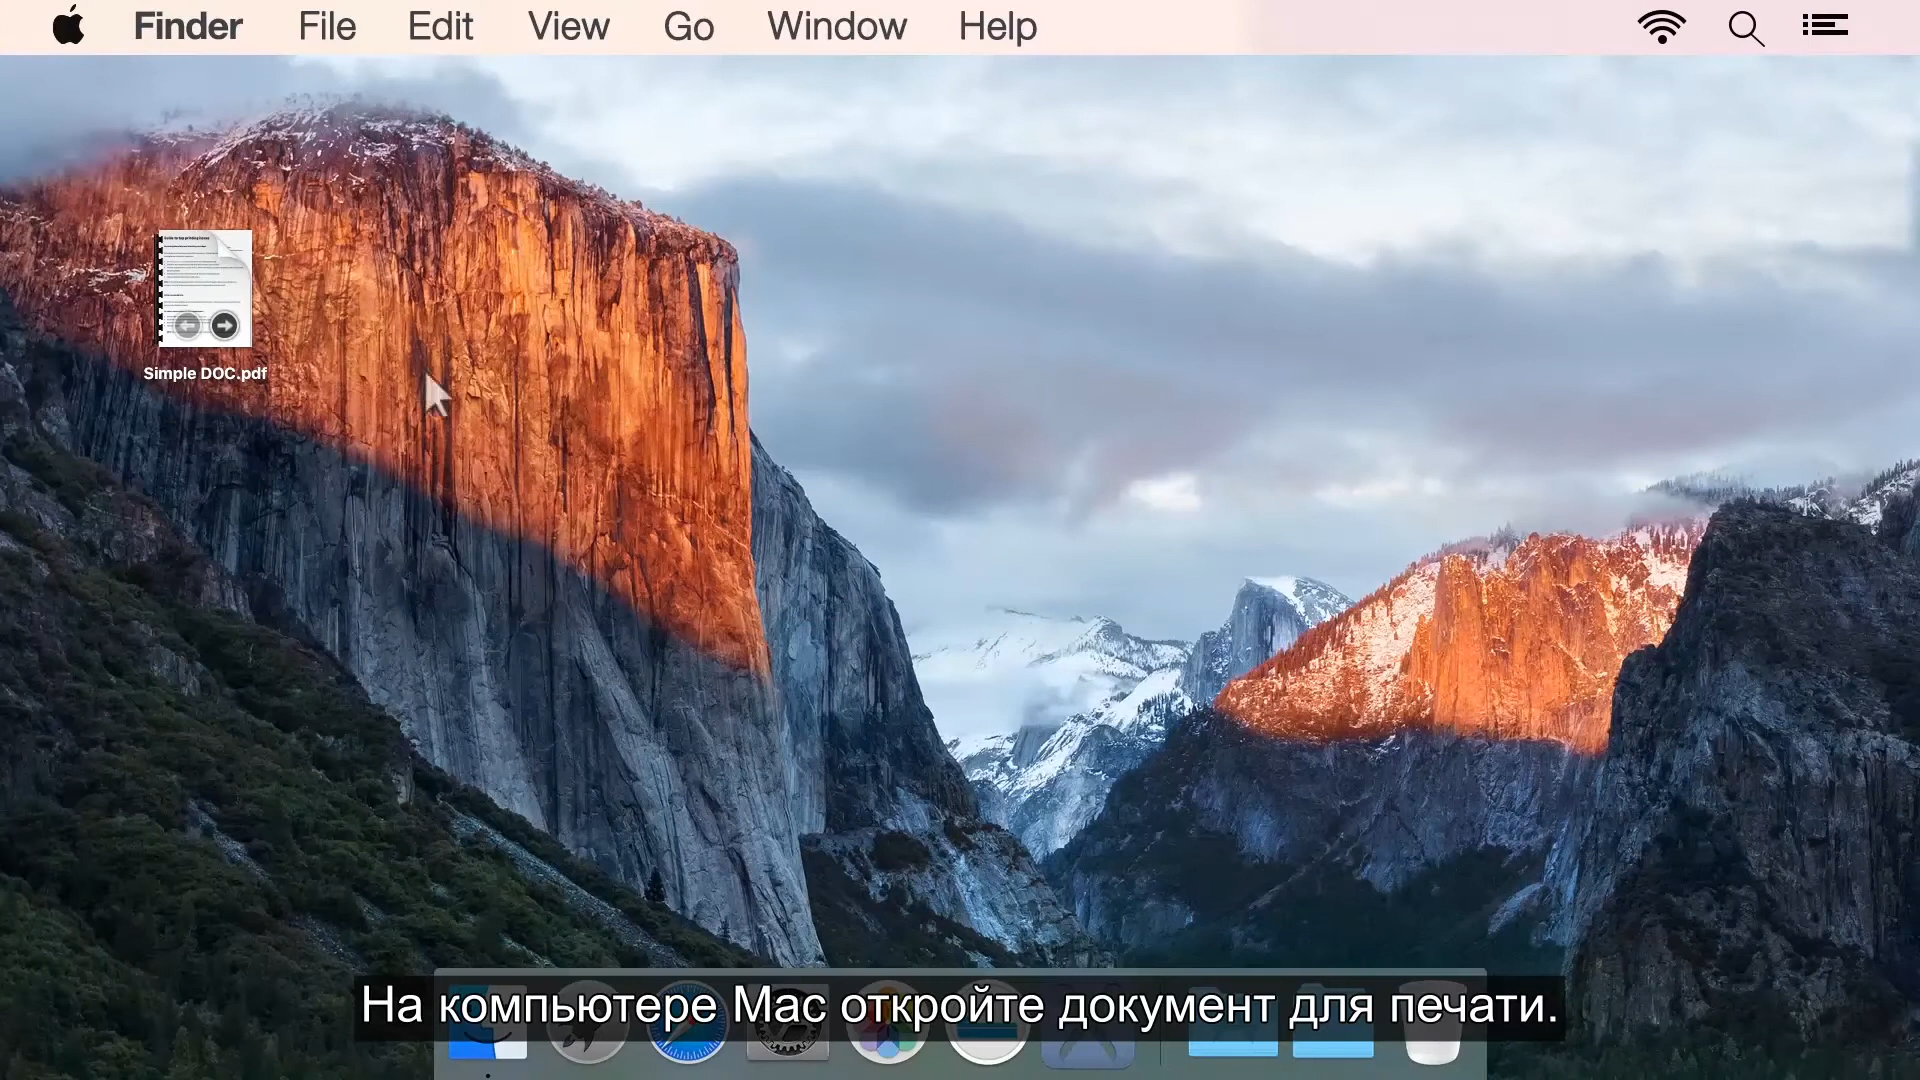 Finder File Edit View Go Window Help
Simple DOC.pdf
На компьютере Mac откройте документ для печати.